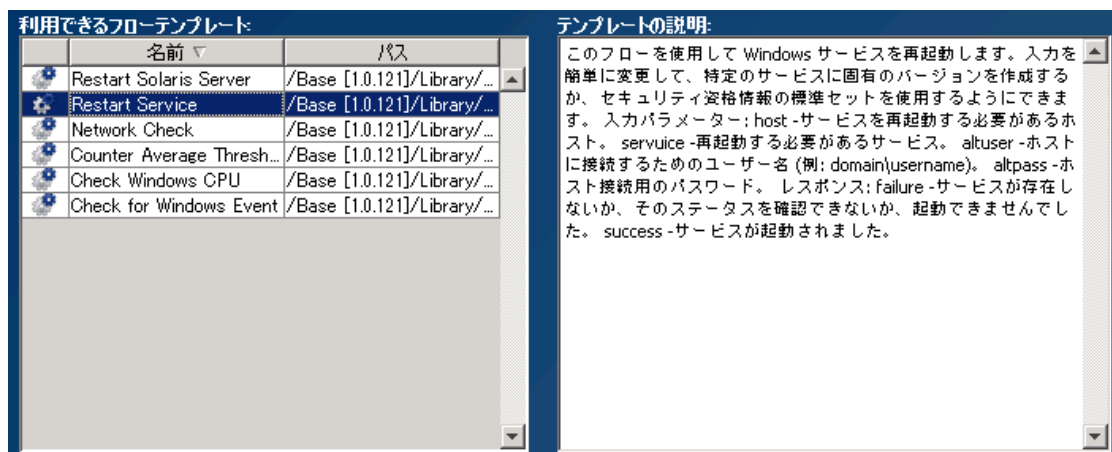 利用できるフローテンプレート:
名前 パス
Restart Solaris Server /Base [1.0.121]/Library/...
Restart Service /Base [1.0.121]/Library/...
Network Check /Base [1.0.121]/Library/...
Counter Average Thresh... /Base [1.0.121]/Library/...
Check Windows CPU /Base [1.0.121]/Library/...
Check for Windows Event /Base [1.0.121]/Library/...
テンプレートの説明:
このフローを使用して Windows サービスを再起動します。入力を
簡単に変更して、特定のサービスに固有のバージョンを作成する
か、セキュリティ資格情報の標準セットを使用するようにできま
す。 入力パラメーター: host -サービスを再起動する必要があるホ
スト。 servuice -再起動する必要があるサービス。 altuser -ホスト
に接続するためのユーザー名 (例: domain\username)。 altpass -ホ
スト接続用のパスワード。 レスポンス: failure -サービスが存在し
ないか、そのステータスを確認できないか、起動できませんでし
た。 success -サービスが起動されました。